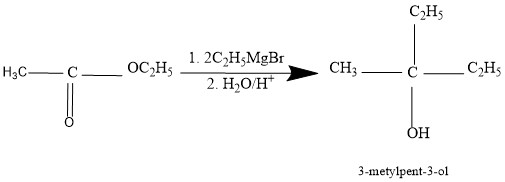 C₂H₅
H₃C C OC₂H₅ 1. 2C₂H₅MgBr CH₃ C C₂H₅
2. H₂O/H⁺
O OH
3-metylpent-3-ol